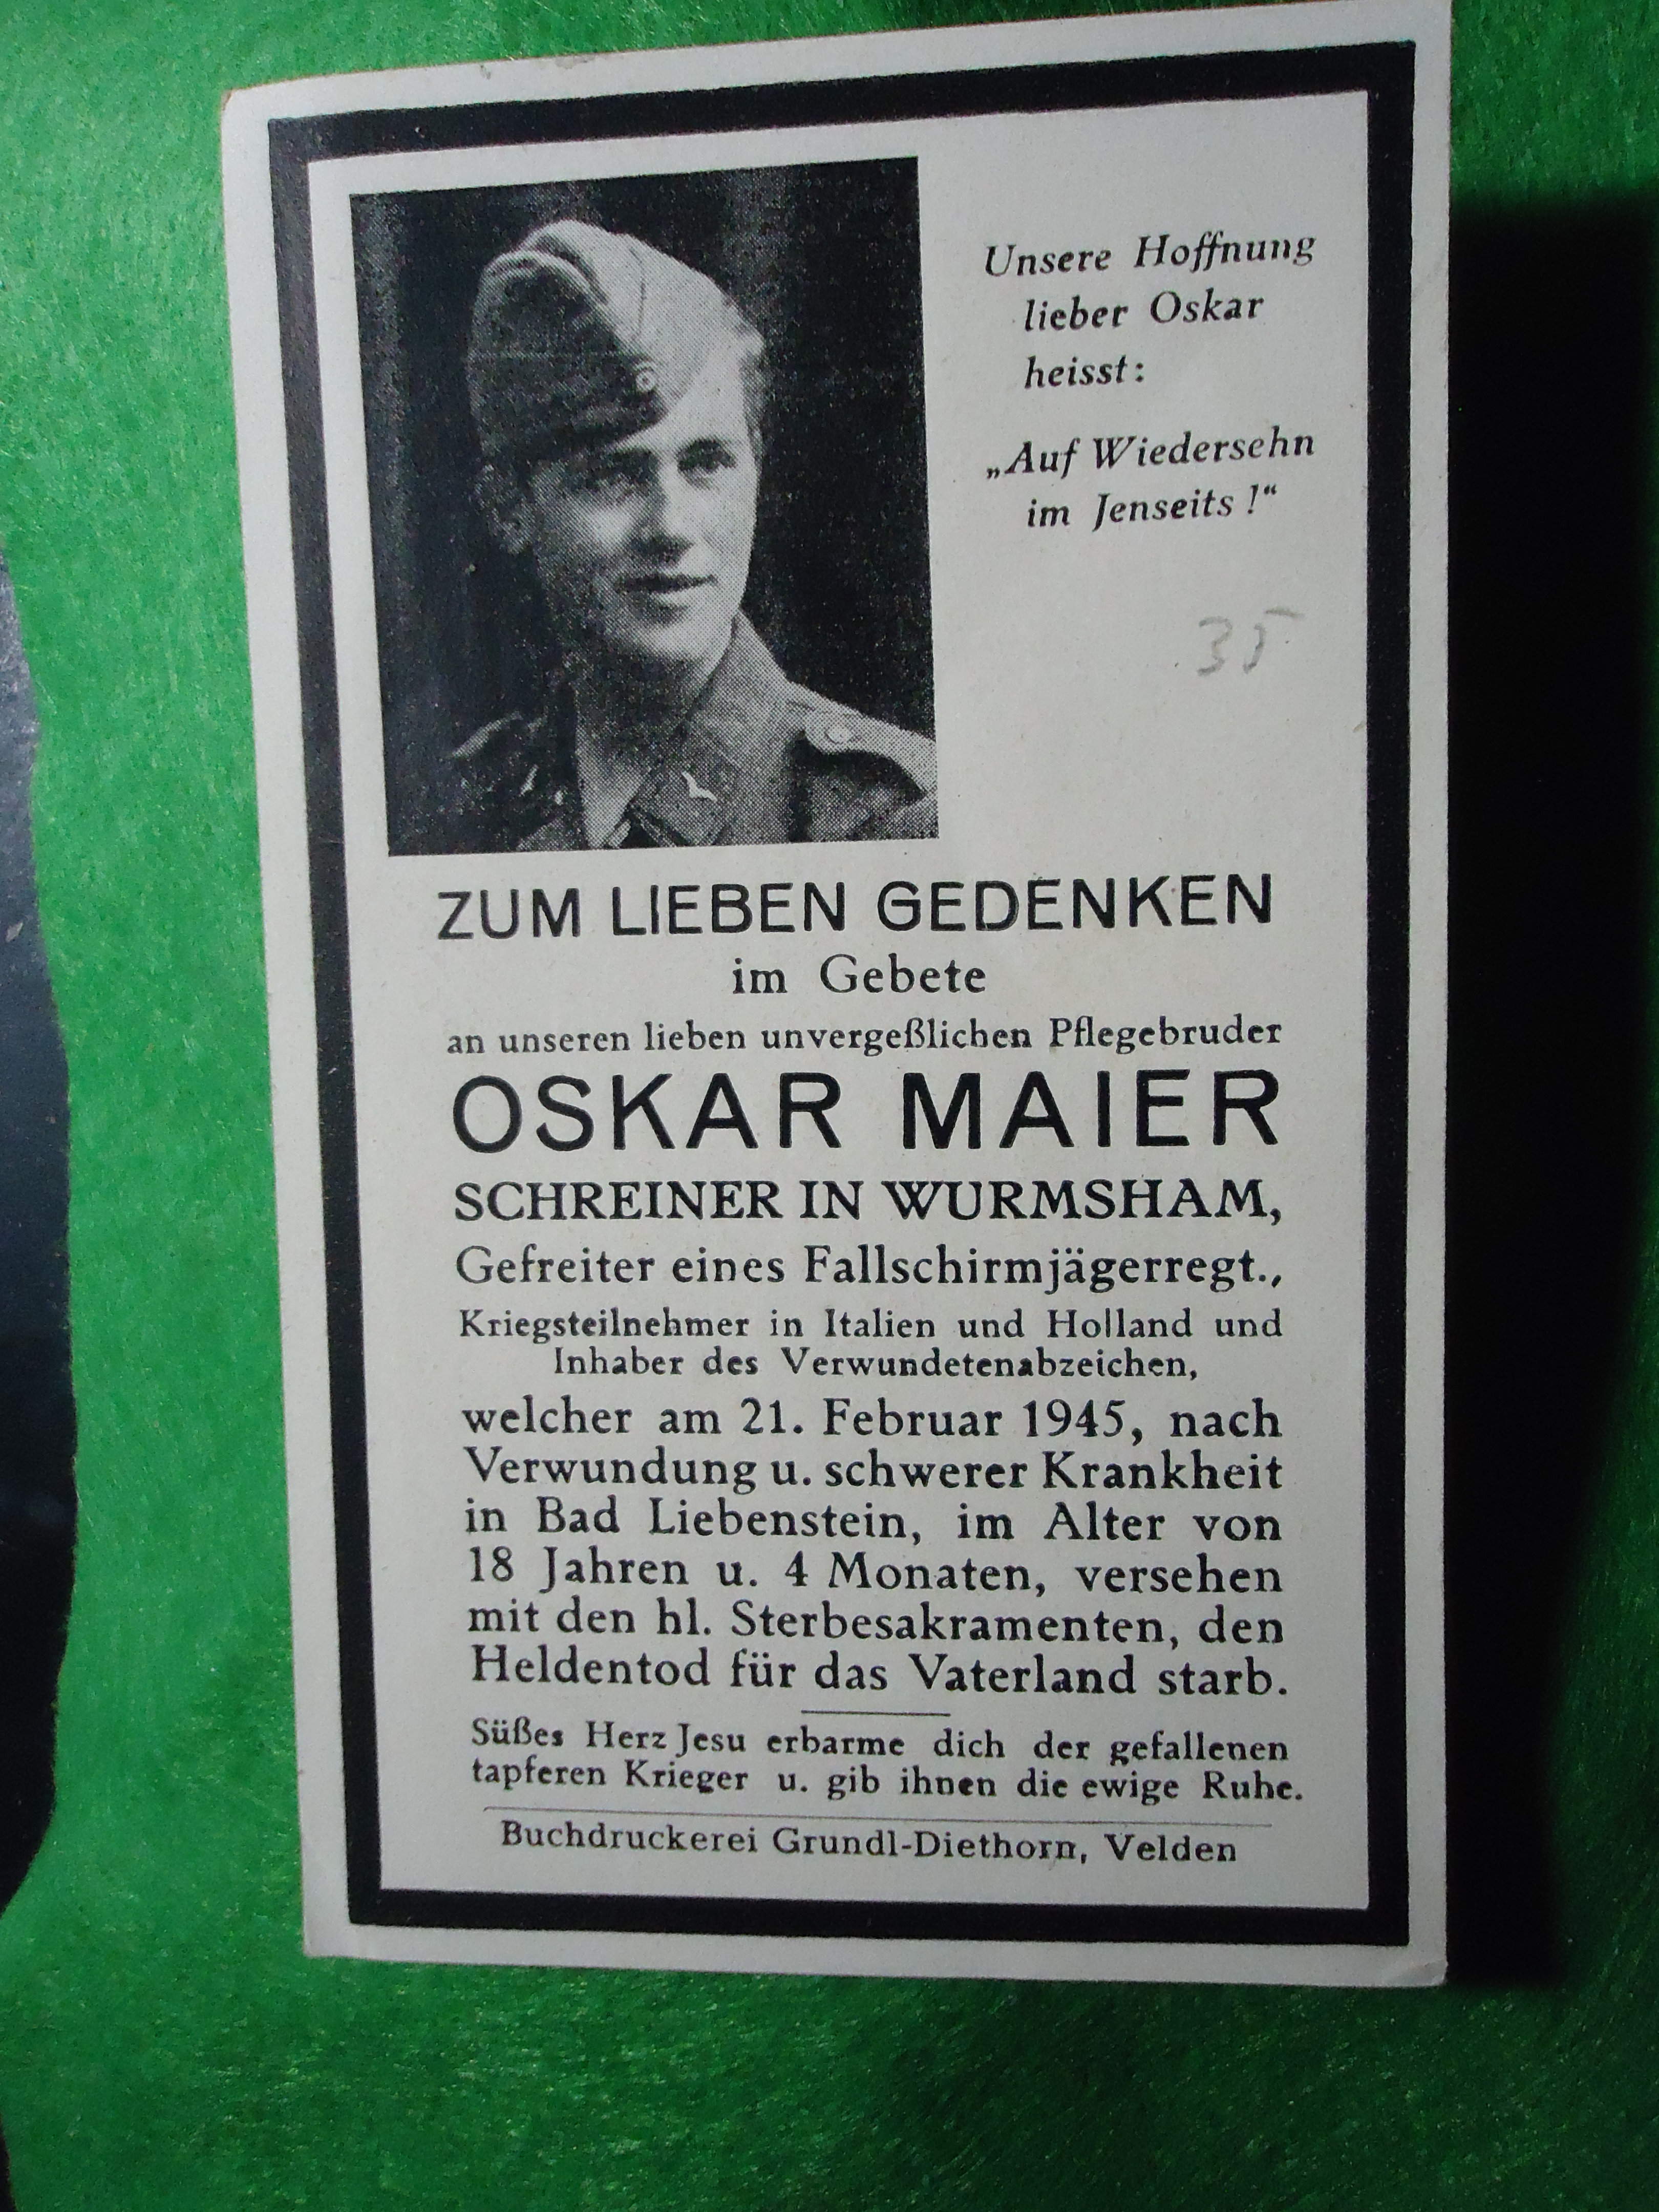 Unsere Hoffnung
lieber Oskar
heisst:
„Auf Wiedersehn
im Jenseits!“
35
ZUM LIEBEN GEDENKEN
im Gebete
an unseren lieben unvergeßlichen Pflegebruder
OSKAR MAIER
SCHREINER IN WURMSHAM,
Gefreiter eines Fallschirmjägerregt.,
Kriegsteilnehmer in Italien und Holland und
Inhaber des Verwundetenabzeichen,
welcher am 21. Februar 1945, nach
Verwundung u. schwerer Krankheit
in Bad Liebenstein, im Alter von
18 Jahren u. 4 Monaten, versehen
mit den hl. Sterbesakramenten, den
Heldentod für das Vaterland starb.
Süßes Herz Jesu erbarme dich der gefallenen
tapferen Krieger u. gib ihnen die ewige Ruhe.
Buchdruckerei Grundl-Diethorn, Velden